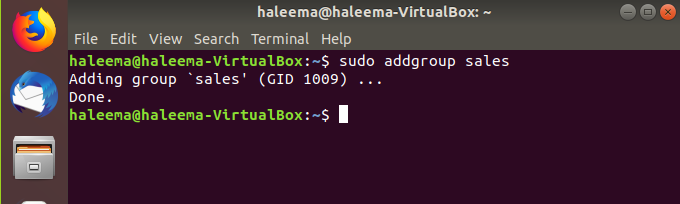 haleema@haleema-VirtualBox: ~
File Edit View Search Terminal Help
haleema@haleema-VirtualBox:~$ sudo addgroup sales
Adding group `sales' (GID 1009) ...
Done.
haleema@haleema-VirtualBox:~$